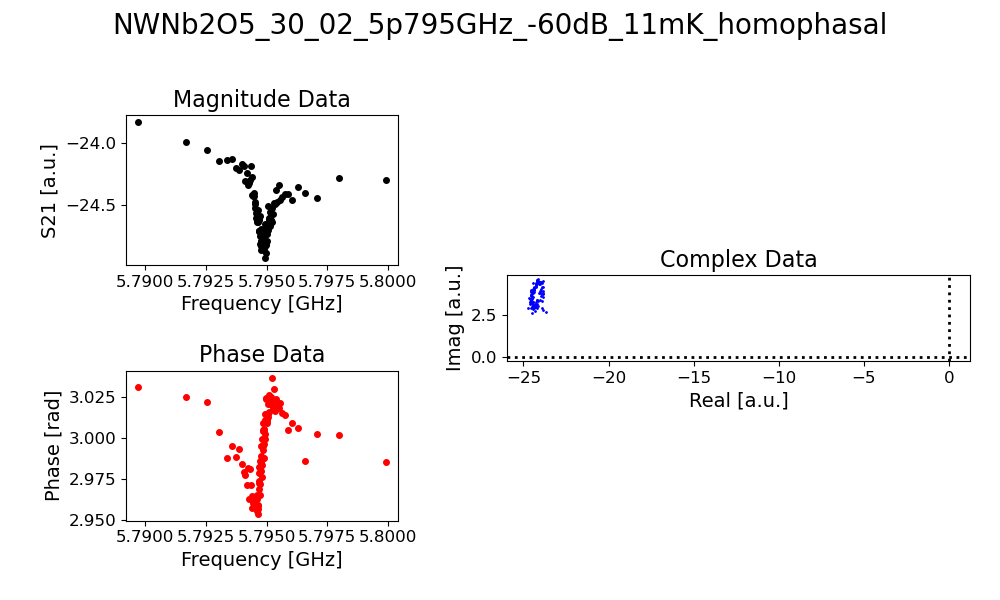 NWNb2O5_30_02_5p795GHz_-60dB_11mK_homophasal
Magnitude Data
S21 [a.u.]
−24.0
−24.5
5.7900 5.7925 5.7950 5.7975 5.8000
Frequency [GHz]
Phase Data
Phase [rad]
3.025
3.000
2.975
2.950
5.7900 5.7925 5.7950 5.7975 5.8000
Frequency [GHz]
Complex Data
Imag [a.u.]
2.5
0.0
−25 −20 −15 −10 −5 0
Real [a.u.]